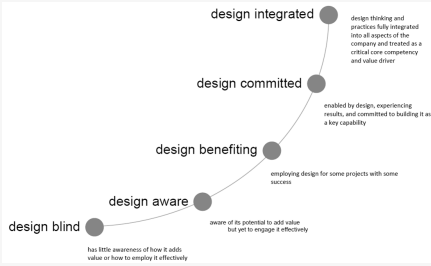 design integrated
design thinking and
practices fully integrated
into all aspects of the
company and treated as a
critical core competency
and value driver
design committed
enabled by design, experiencing
results, and committed to building it as
a key capability
design benefiting
employing design for some projects with some
success
design aware
aware of its potential to add value
but yet to engage it effectively
design blind
has little awareness of how it adds
value or how to employ it effectively